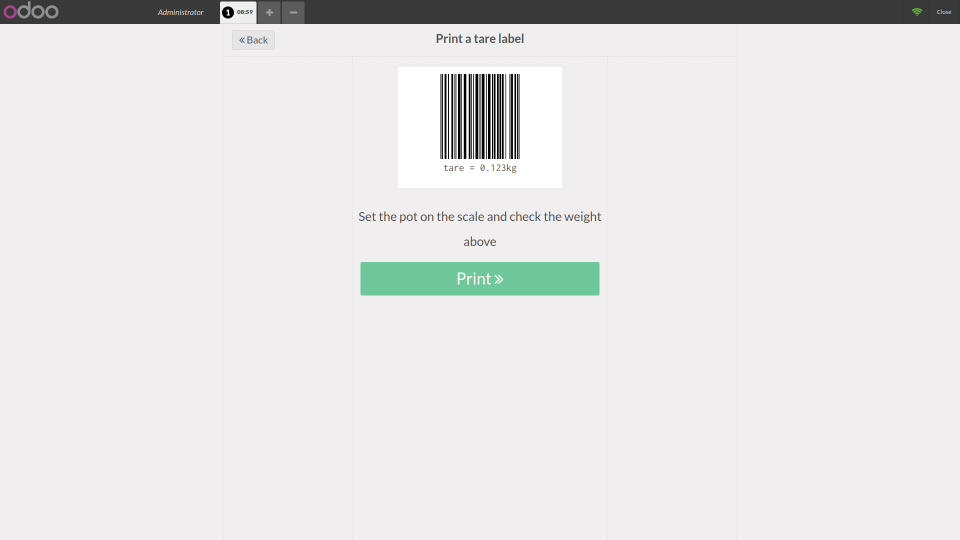 odoo
Administrator
1 08:59
Close
Back
Print a tare label
tare = 0.123kg
Set the pot on the scale and check the weight
above
Print